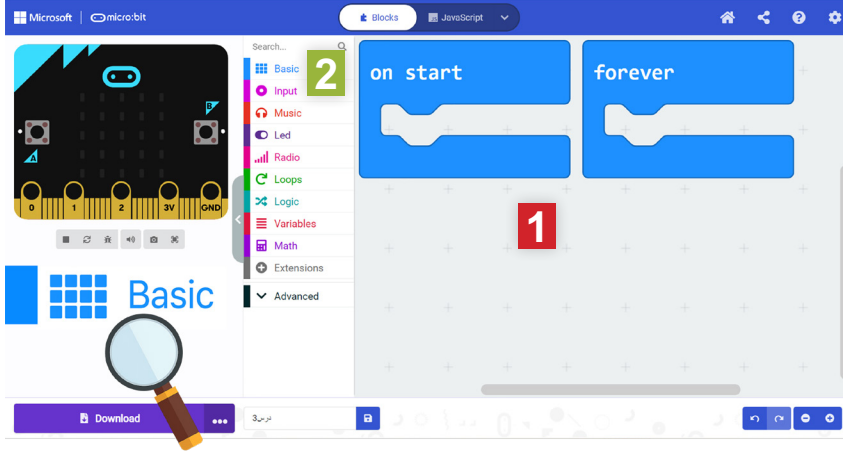 Microsoft micro:bit
Blocks
JavaScript
Search...
Basic
Input
Music
Led
Radio
Loops
Logic
Variables
Math
Extensions
Advanced
2
on start
forever
1
B
A
0 1 2 3V GND
Basic
Download
درس3